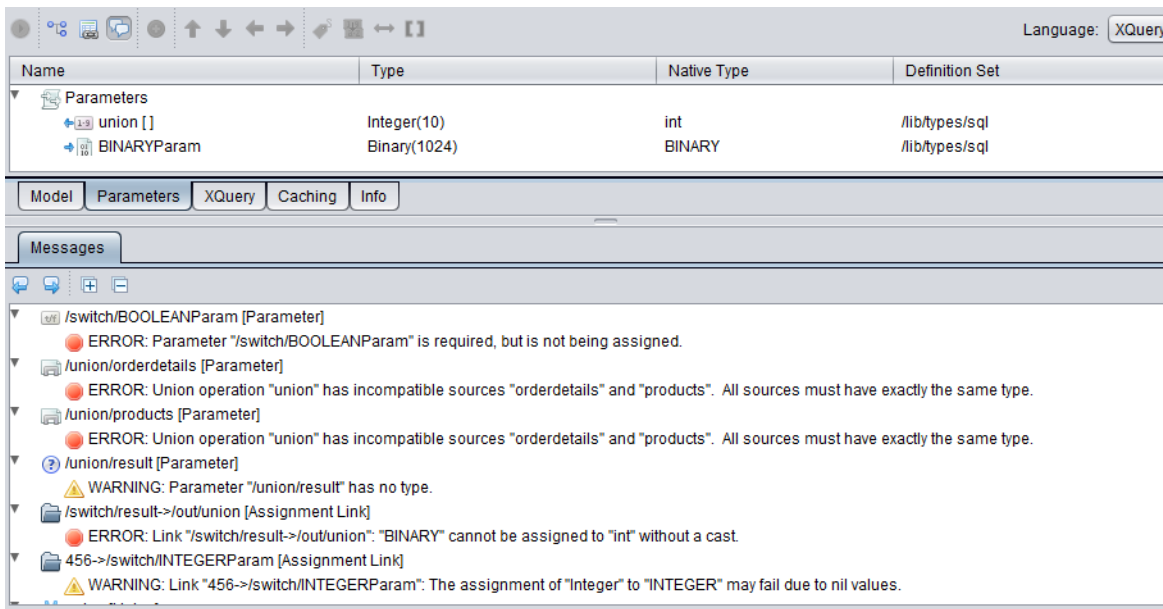 Language: XQuery
Name Type Native Type Definition Set
Parameters
union [ ] Integer(10) int /lib/types/sql
BINARYParam Binary(1024) BINARY /lib/types/sql
Model Parameters XQuery Caching Info
Messages
/switch/BOOLEANParam [Parameter]
ERROR: Parameter "/switch/BOOLEANParam" is required, but is not being assigned.
/union/orderdetails [Parameter]
ERROR: Union operation "union" has incompatible sources "orderdetails" and "products". All sources must have exactly the same type.
/union/products [Parameter]
ERROR: Union operation "union" has incompatible sources "orderdetails" and "products". All sources must have exactly the same type.
/union/result [Parameter]
WARNING: Parameter "/union/result" has no type.
/switch/result->/out/union [Assignment Link]
ERROR: Link "/switch/result->/out/union": "BINARY" cannot be assigned to "int" without a cast.
456->/switch/INTEGERParam [Assignment Link]
WARNING: Link "456->/switch/INTEGERParam": The assignment of "Integer" to "INTEGER" may fail due to nil values.